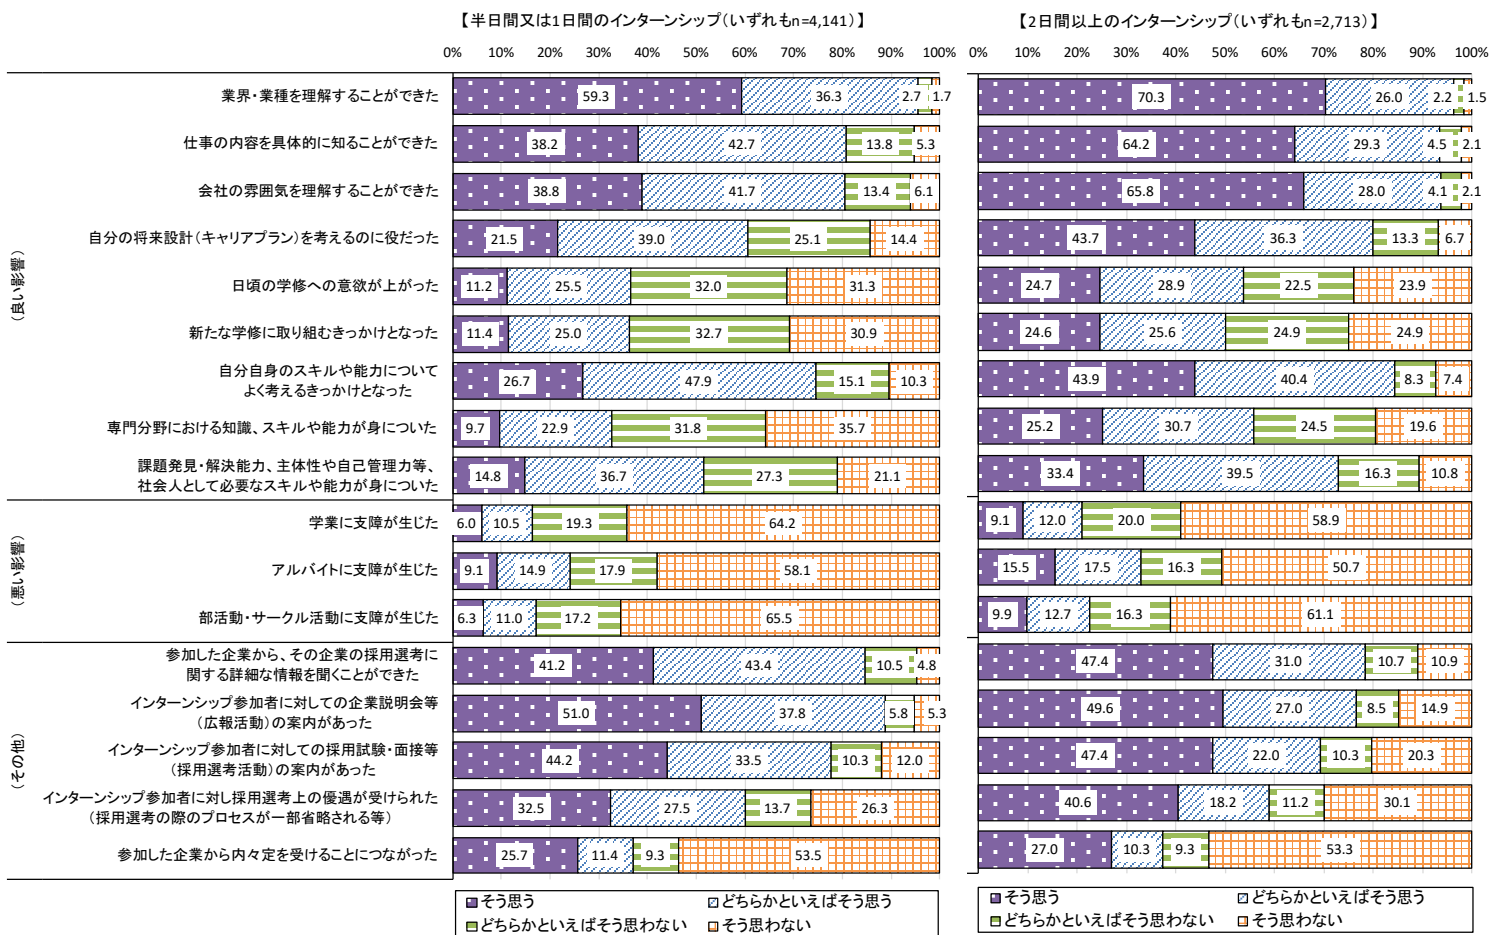 【半日間又は1日間のインターンシップ(いずれもn=4,141)】
【2日間以上のインターンシップ(いずれもn=2,713)】
0% 10% 20% 30% 40% 50% 60% 70% 80% 90% 100%
0% 10% 20% 30% 40% 50% 60% 70% 80% 90% 100%
(良い影響)
業界・業種を理解することができた
59.3 36.3 2.7 1.7
70.3 26.0 2.2 1.5
仕事の内容を具体的に知ることができた
38.2 42.7 13.8 5.3
64.2 29.3 4.5 2.1
会社の雰囲気を理解することができた
38.8 41.7 13.4 6.1
65.8 28.0 4.1 2.1
自分の将来設計(キャリアプラン)を考えるのに役だった
21.5 39.0 25.1 14.4
43.7 36.3 13.3 6.7
日頃の学修への意欲が上がった
11.2 25.5 32.0 31.3
24.7 28.9 22.5 23.9
新たな学修に取り組むきっかけとなった
11.4 25.0 32.7 30.9
24.6 25.6 24.9 24.9
自分自身のスキルや能力について
よく考えるきっかけとなった
26.7 47.9 15.1 10.3
43.9 40.4 8.3 7.4
専門分野における知識、スキルや能力が身についた
9.7 22.9 31.8 35.7
25.2 30.7 24.5 19.6
課題発見・解決能力、主体性や自己管理力等、
社会人として必要なスキルや能力が身についた
14.8 36.7 27.3 21.1
33.4 39.5 16.3 10.8
(悪い影響)
学業に支障が生じた
6.0 10.5 19.3 64.2
9.1 12.0 20.0 58.9
アルバイトに支障が生じた
9.1 14.9 17.9 58.1
15.5 17.5 16.3 50.7
部活動・サークル活動に支障が生じた
6.3 11.0 17.2 65.5
9.9 12.7 16.3 61.1
(その他)
参加した企業から、その企業の採用選考に
関する詳細な情報を聞くことができた
41.2 43.4 10.5 4.8
47.4 31.0 10.7 10.9
インターンシップ参加者に対しての企業説明会等
(広報活動)の案内があった
51.0 37.8 5.8 5.3
49.6 27.0 8.5 14.9
インターンシップ参加者に対しての採用試験・面接等
(採用選考活動)の案内があった
44.2 33.5 10.3 12.0
47.4 22.0 10.3 20.3
インターンシップ参加者に対し採用選考上の優遇が受けられた
(採用選考の際のプロセスが一部省略される等)
32.5 27.5 13.7 26.3
40.6 18.2 11.2 30.1
参加した企業から内々定を受けることにつながった
25.7 11.4 9.3 53.5
27.0 10.3 9.3 53.3
そう思う どちらかといえばそう思う
どちらかといえばそう思わない そう思わない
そう思う どちらかといえばそう思う
どちらかといえばそう思わない そう思わない